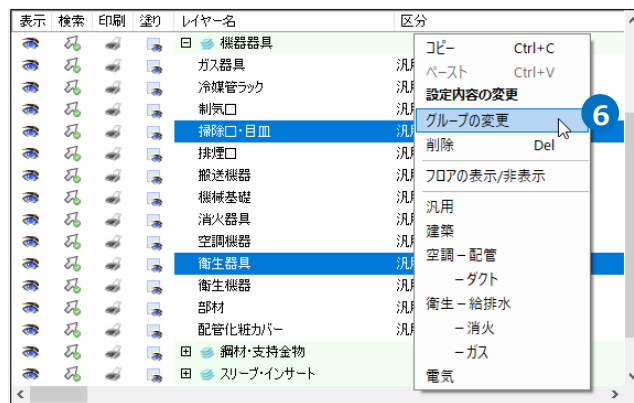 表示 検索 印刷 塗り レイヤー名 区分
機器器具
ガス器具 汎用
冷媒管ラック 汎用
制気口 汎用
掃除口・目皿 汎用
排煙口 汎用
搬送機器 汎用
機械基礎 汎用
消火器具 汎用
空調機器 汎用
衛生器具 汎用
衛生機器 汎用
部材 汎用
配管化粧カバー 汎用
鋼材・支持金物
スリーブ・インサート
コピー Ctrl+C
ペースト Ctrl+V
設定内容の変更
グループの変更
6
削除 Del
フロアの表示/非表示
汎用
建築
空調－配管
－ダクト
衛生－給排水
－消火
－ガス
電気